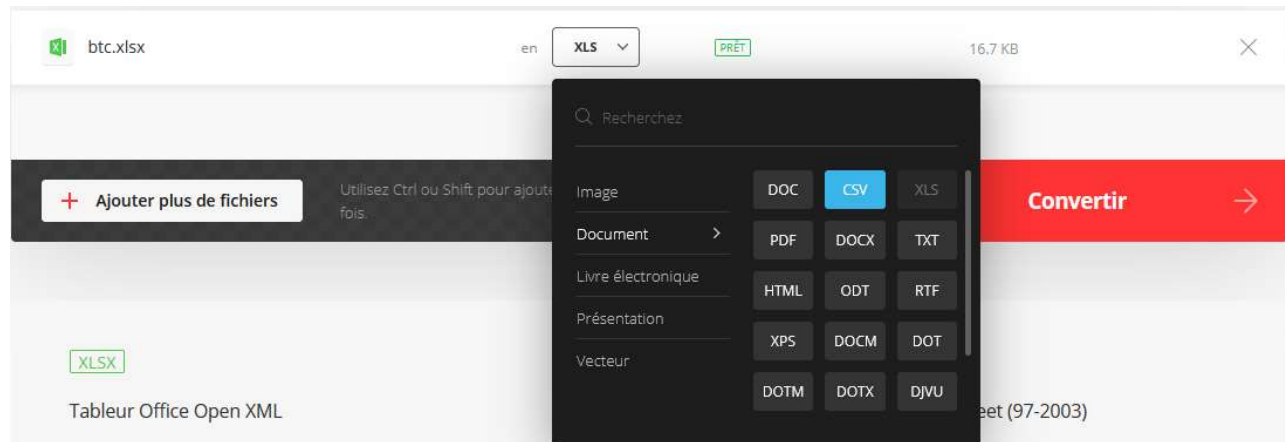 btc.xlsx en XLS PRÊT 16.7 KB
Recherchez
Ajouter plus de fichiers
Utilisez Ctrl ou Shift pour
fois.
Convertir
Image
Document
Livre électronique
Présentation
Vecteur
DOC CSV XLS
PDF DOCX TXT
HTML ODT RTF
XPS DOCM DOT
DOTM DOTX DJVU
XLSX
Tableur Office Open XML
(97-2003)